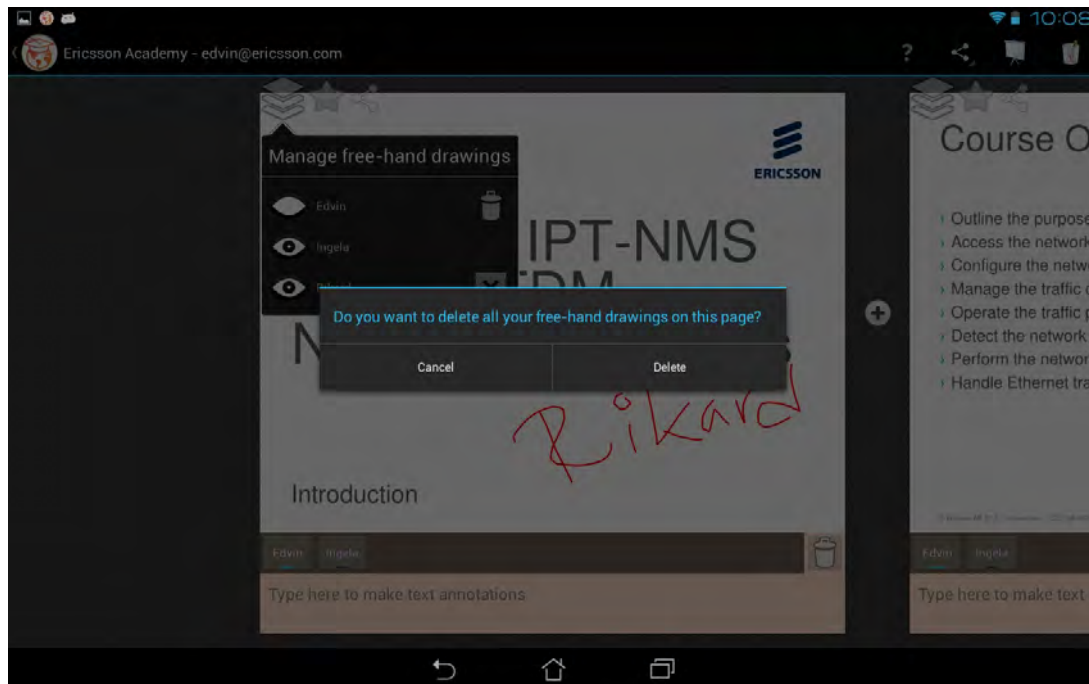 10:08
Ericsson Academy - edvin@ericsson.com
?
Manage free-hand drawings
Edvin
Ingela
ERICSSON
IPT-NMS
Do you want to delete all your free-hand drawings on this page?
Cancel
Delete
Rikard
Introduction
Edvin
Ingela
Type here to make text annotations
Course O
› Outline the purpose
› Access the network
› Configure the netw
› Manage the traffic
› Operate the traffic p
› Detect the network
› Perform the networ
› Handle Ethernet tra
Edvin
Ingela
Type here to make text